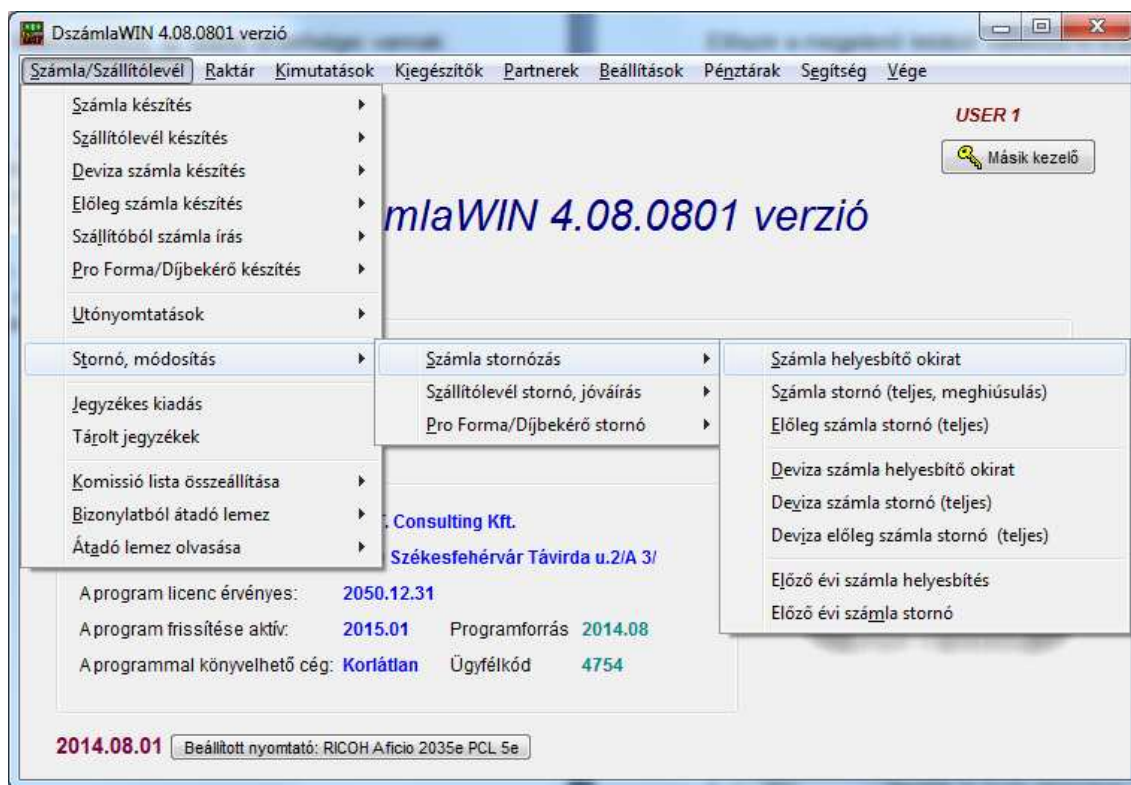 DszámlaWIN 4.08.0801 verzió
Számla/Szállítólevél Raktár Kimutatások Kiegészítők Partnerek Beállítások Pénztárak Segítség Vége
USER 1
Másik kezelő
mlaWIN 4.08.0801 verzió
Számla készítés
Szállítólevél készítés
Deviza számla készítés
Előleg számla készítés
Szállítóból számla írás
Pro Forma/Díjbekérő készítés
Utónyomtatások
Stornó, módosítás
Jegyzékes kiadás
Tárolt jegyzékek
Komissió lista összeállítása
Bizonylatból átadó lemez
Átadó lemez olvasása
Számla stornózás
Szállítólevél stornó, jóváírás
Pro Forma/Díjbekérő stornó
Számla helyesbítő okirat
Számla stornó (teljes, meghiúsulás)
Előleg számla stornó (teljes)
Deviza számla helyesbítő okirat
Deviza számla stornó (teljes)
Deviza előleg számla stornó (teljes)
Előző évi számla helyesbítés
Előző évi számla stornó
Consulting Kft.
Székesfehérvár Távirda u.2/A 3/
A program licenc érvényes: 2050.12.31
A program frissítése aktív: 2015.01 Programforrás 2014.08
A programmal könyvelhető cég: Korlátlan Ügyfélkód 4754
2014.08.01 Beállított nyomtató: RICOH Aficio 2035e PCL 5e